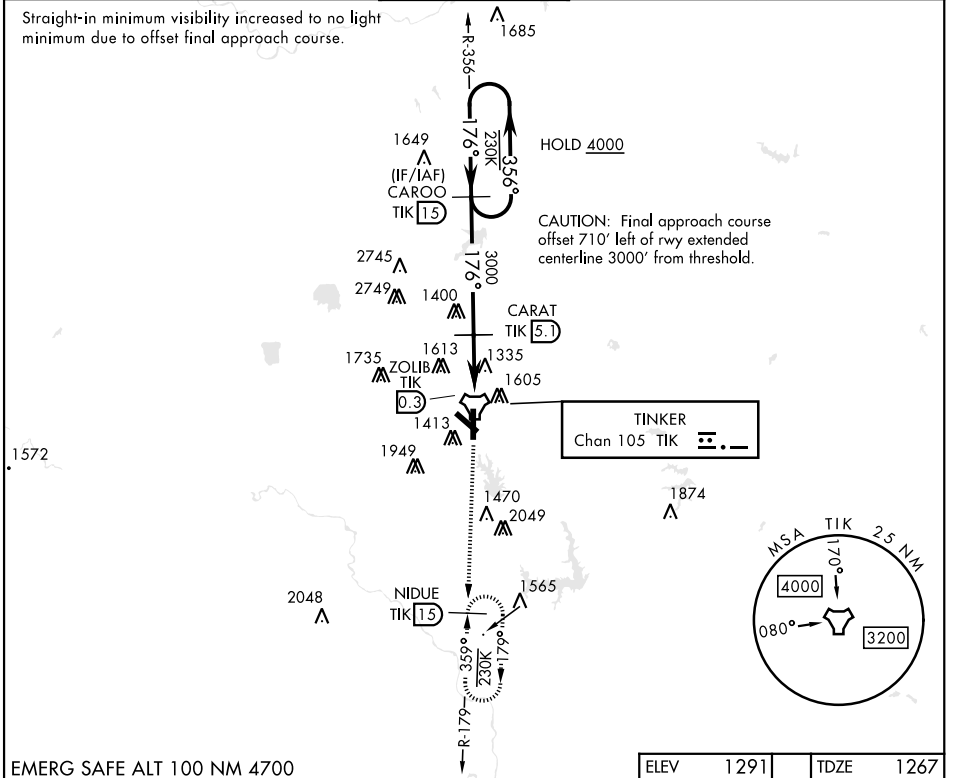 Straight-in minimum visibility increased to no light
minimum due to offset final approach course.
1685
R-356
1649
176°
230K
356°
HOLD 4000
(IF/IAF)
CAROO
TIK 15
CAUTION: Final approach course
offset 710' left of rwy extended
centerline 3000' from threshold.
3000
176°
2745
2749
1400
CARAT
TIK 5.1
1735
ZOLIB
TIK
0.3
1613
1335
1605
TINKER
Chan 105 TIK
1413
1949
1572
1470
2049
1874
MSA TIK 25 NM
170°
4000
080°
3200
2048
NIDUE
TIK 15
1565
359°
230K
179°
R-179
EMERG SAFE ALT 100 NM 4700
ELEV 1291
TDZE 1267